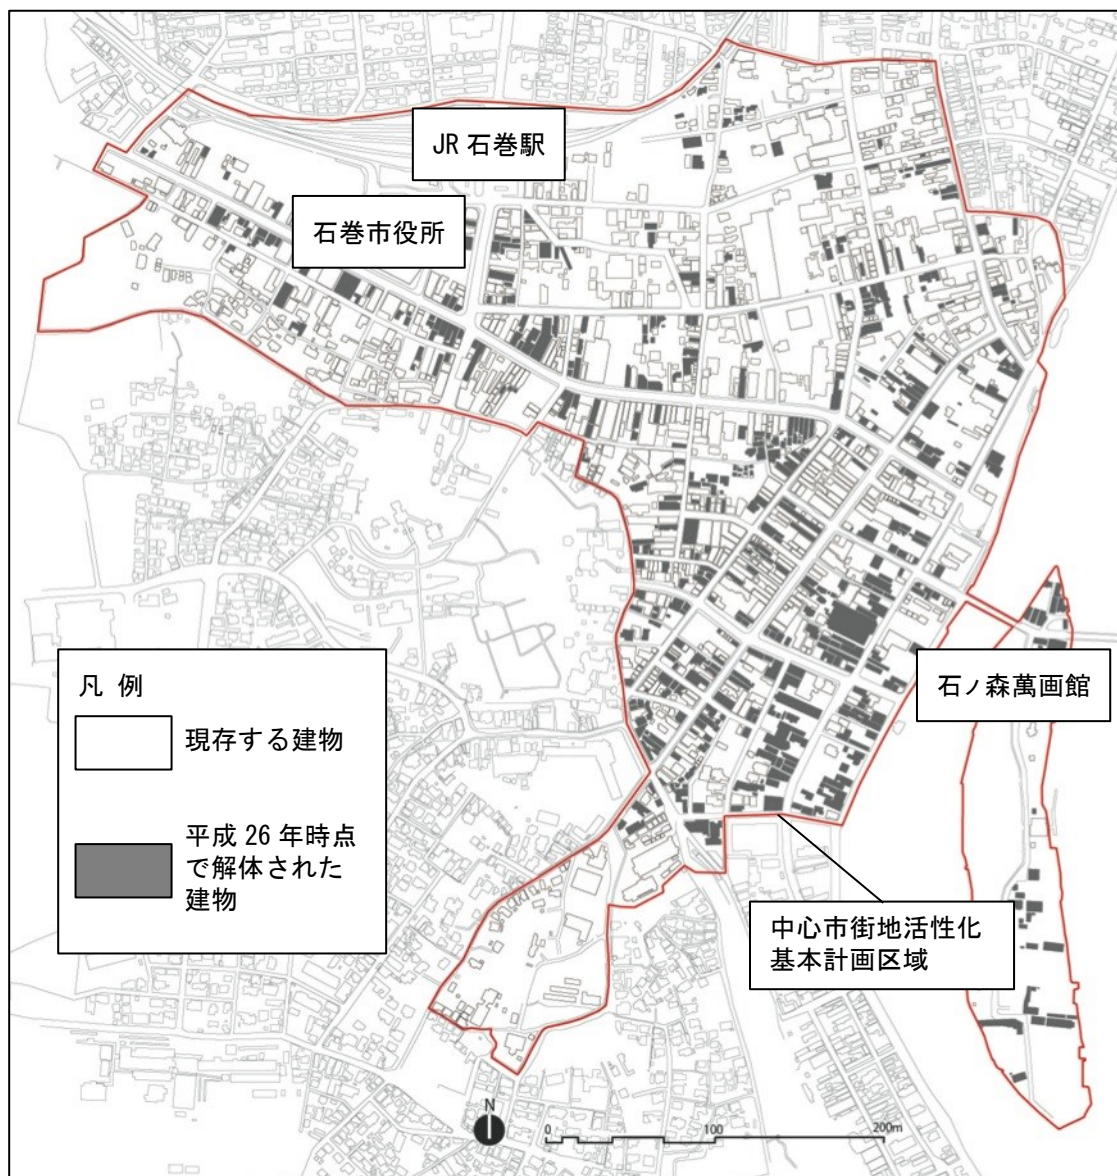 JR 石巻駅
石巻市役所
石ノ森萬画館
凡 例
現存する建物
平成 26 年時点
で解体された
建物
中心市街地活性化
基本計画区域
N
0 100 200m